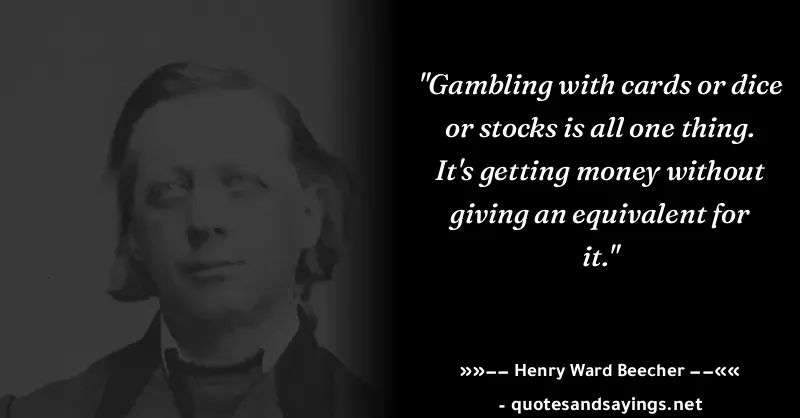 "Gambling with cards or dice
or stocks is all one thing.
It's getting money without
giving an equivalent for
it."
»»−− Henry Ward Beecher −−««
- quotesandsayings.net